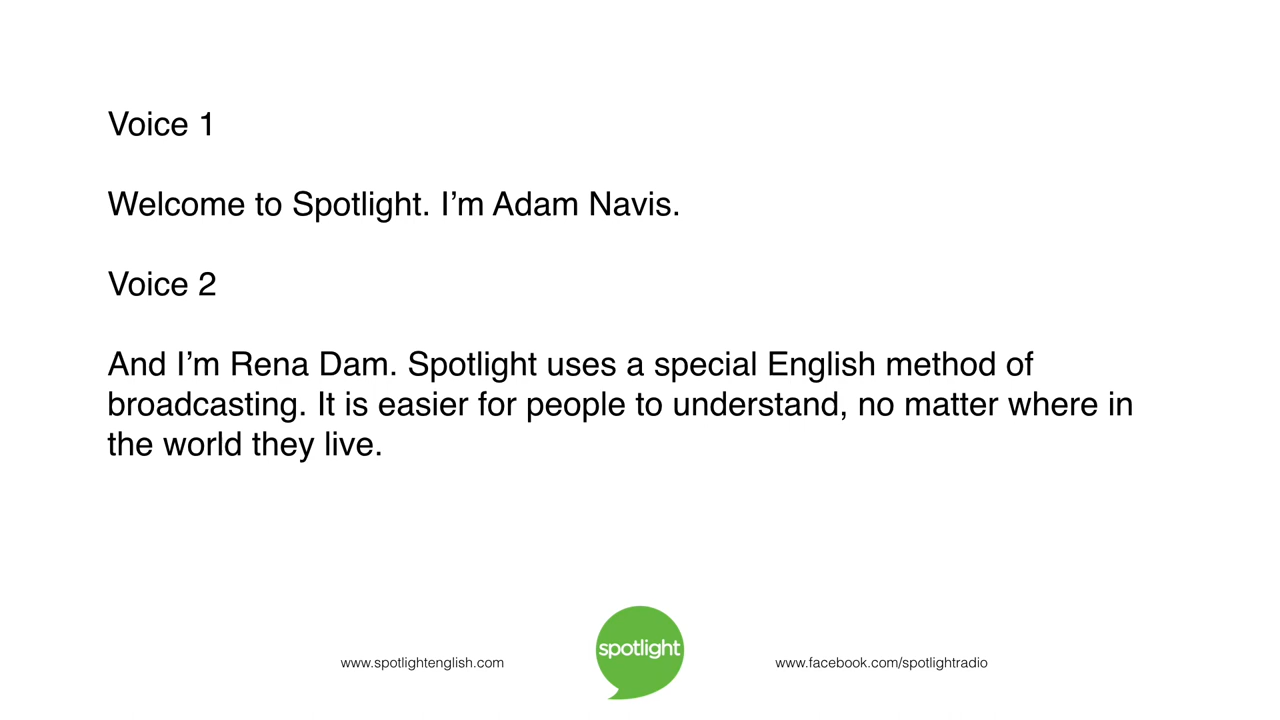 Voice 1
Welcome to Spotlight. I’m Adam Navis.
Voice 2
And I’m Rena Dam. Spotlight uses a special English method of
broadcasting. It is easier for people to understand, no matter where in
the world they live.
www.spotlightenglish.com
spotlight
www.facebook.com/spotlightradio